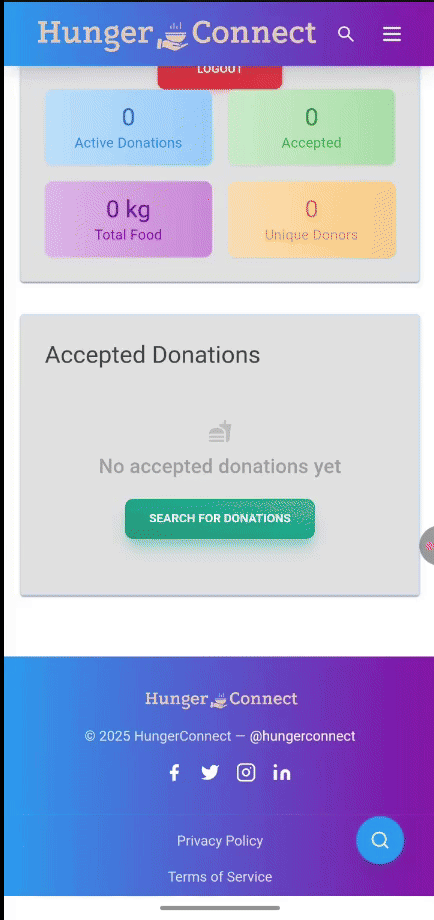 Hunger Connect
LOGOUT
0
Active Donations
0
Accepted
0 kg
Total Food
0
Unique Donors
Accepted Donations
No accepted donations yet
SEARCH FOR DONATIONS
Hunger Connect
© 2025 HungerConnect — @hungerconnect
Privacy Policy
Terms of Service